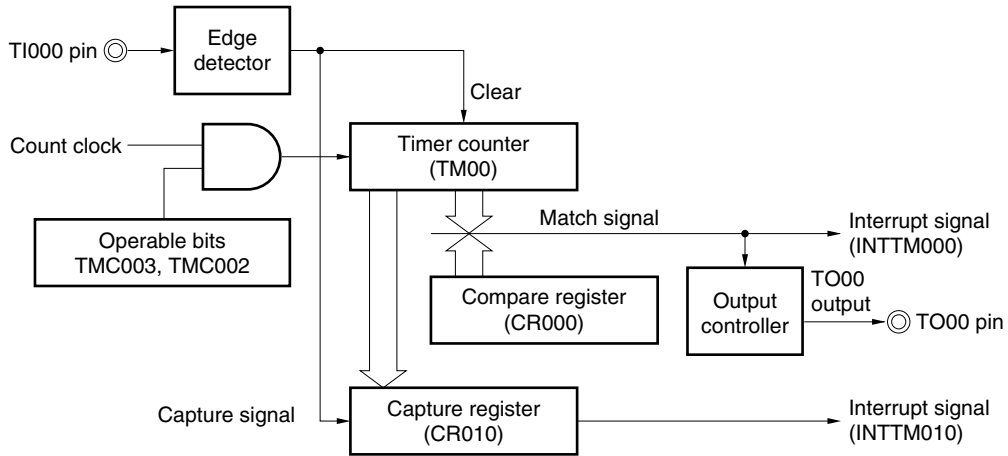 TI000 pin
Edge
detector
Clear
Count clock
Timer counter
(TM00)
Operable bits
TMC003, TMC002
Match signal
Interrupt signal
(INTTM000)
Compare register
(CR000)
Output
controller
TO00
output
TO00 pin
Capture signal
Capture register
(CR010)
Interrupt signal
(INTTM010)